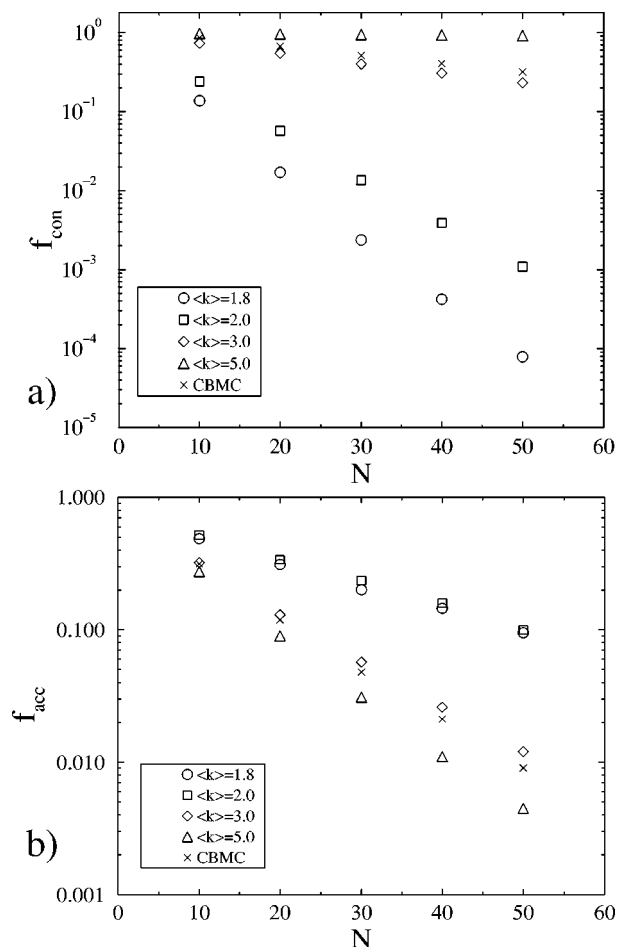 10⁰
10⁻¹
10⁻²
10⁻³
10⁻⁴
10⁻⁵
f_con
<k>=1.8
<k>=2.0
<k>=3.0
<k>=5.0
CBMC
a)
0 10 20 30 40 50 60
N
1.000
0.100
0.010
0.001
f_acc
<k>=1.8
<k>=2.0
<k>=3.0
<k>=5.0
CBMC
b)
0 10 20 30 40 50 60
N